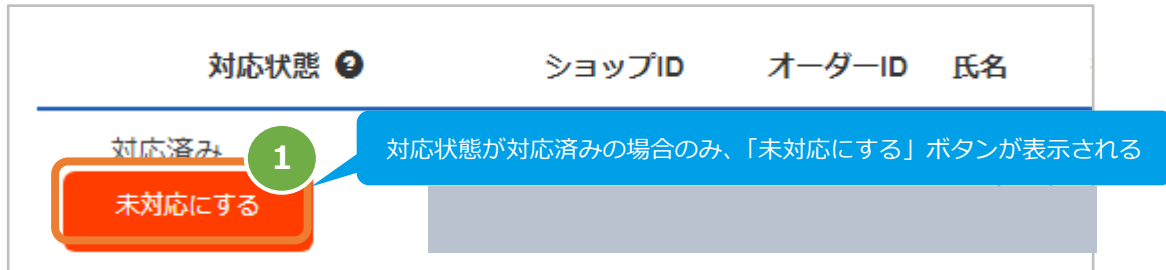 対応状態 ?
ショップID
オーダーID
氏名
対応済み
1
対応状態が対応済みの場合のみ、「未対応にする」ボタンが表示される
未対応にする